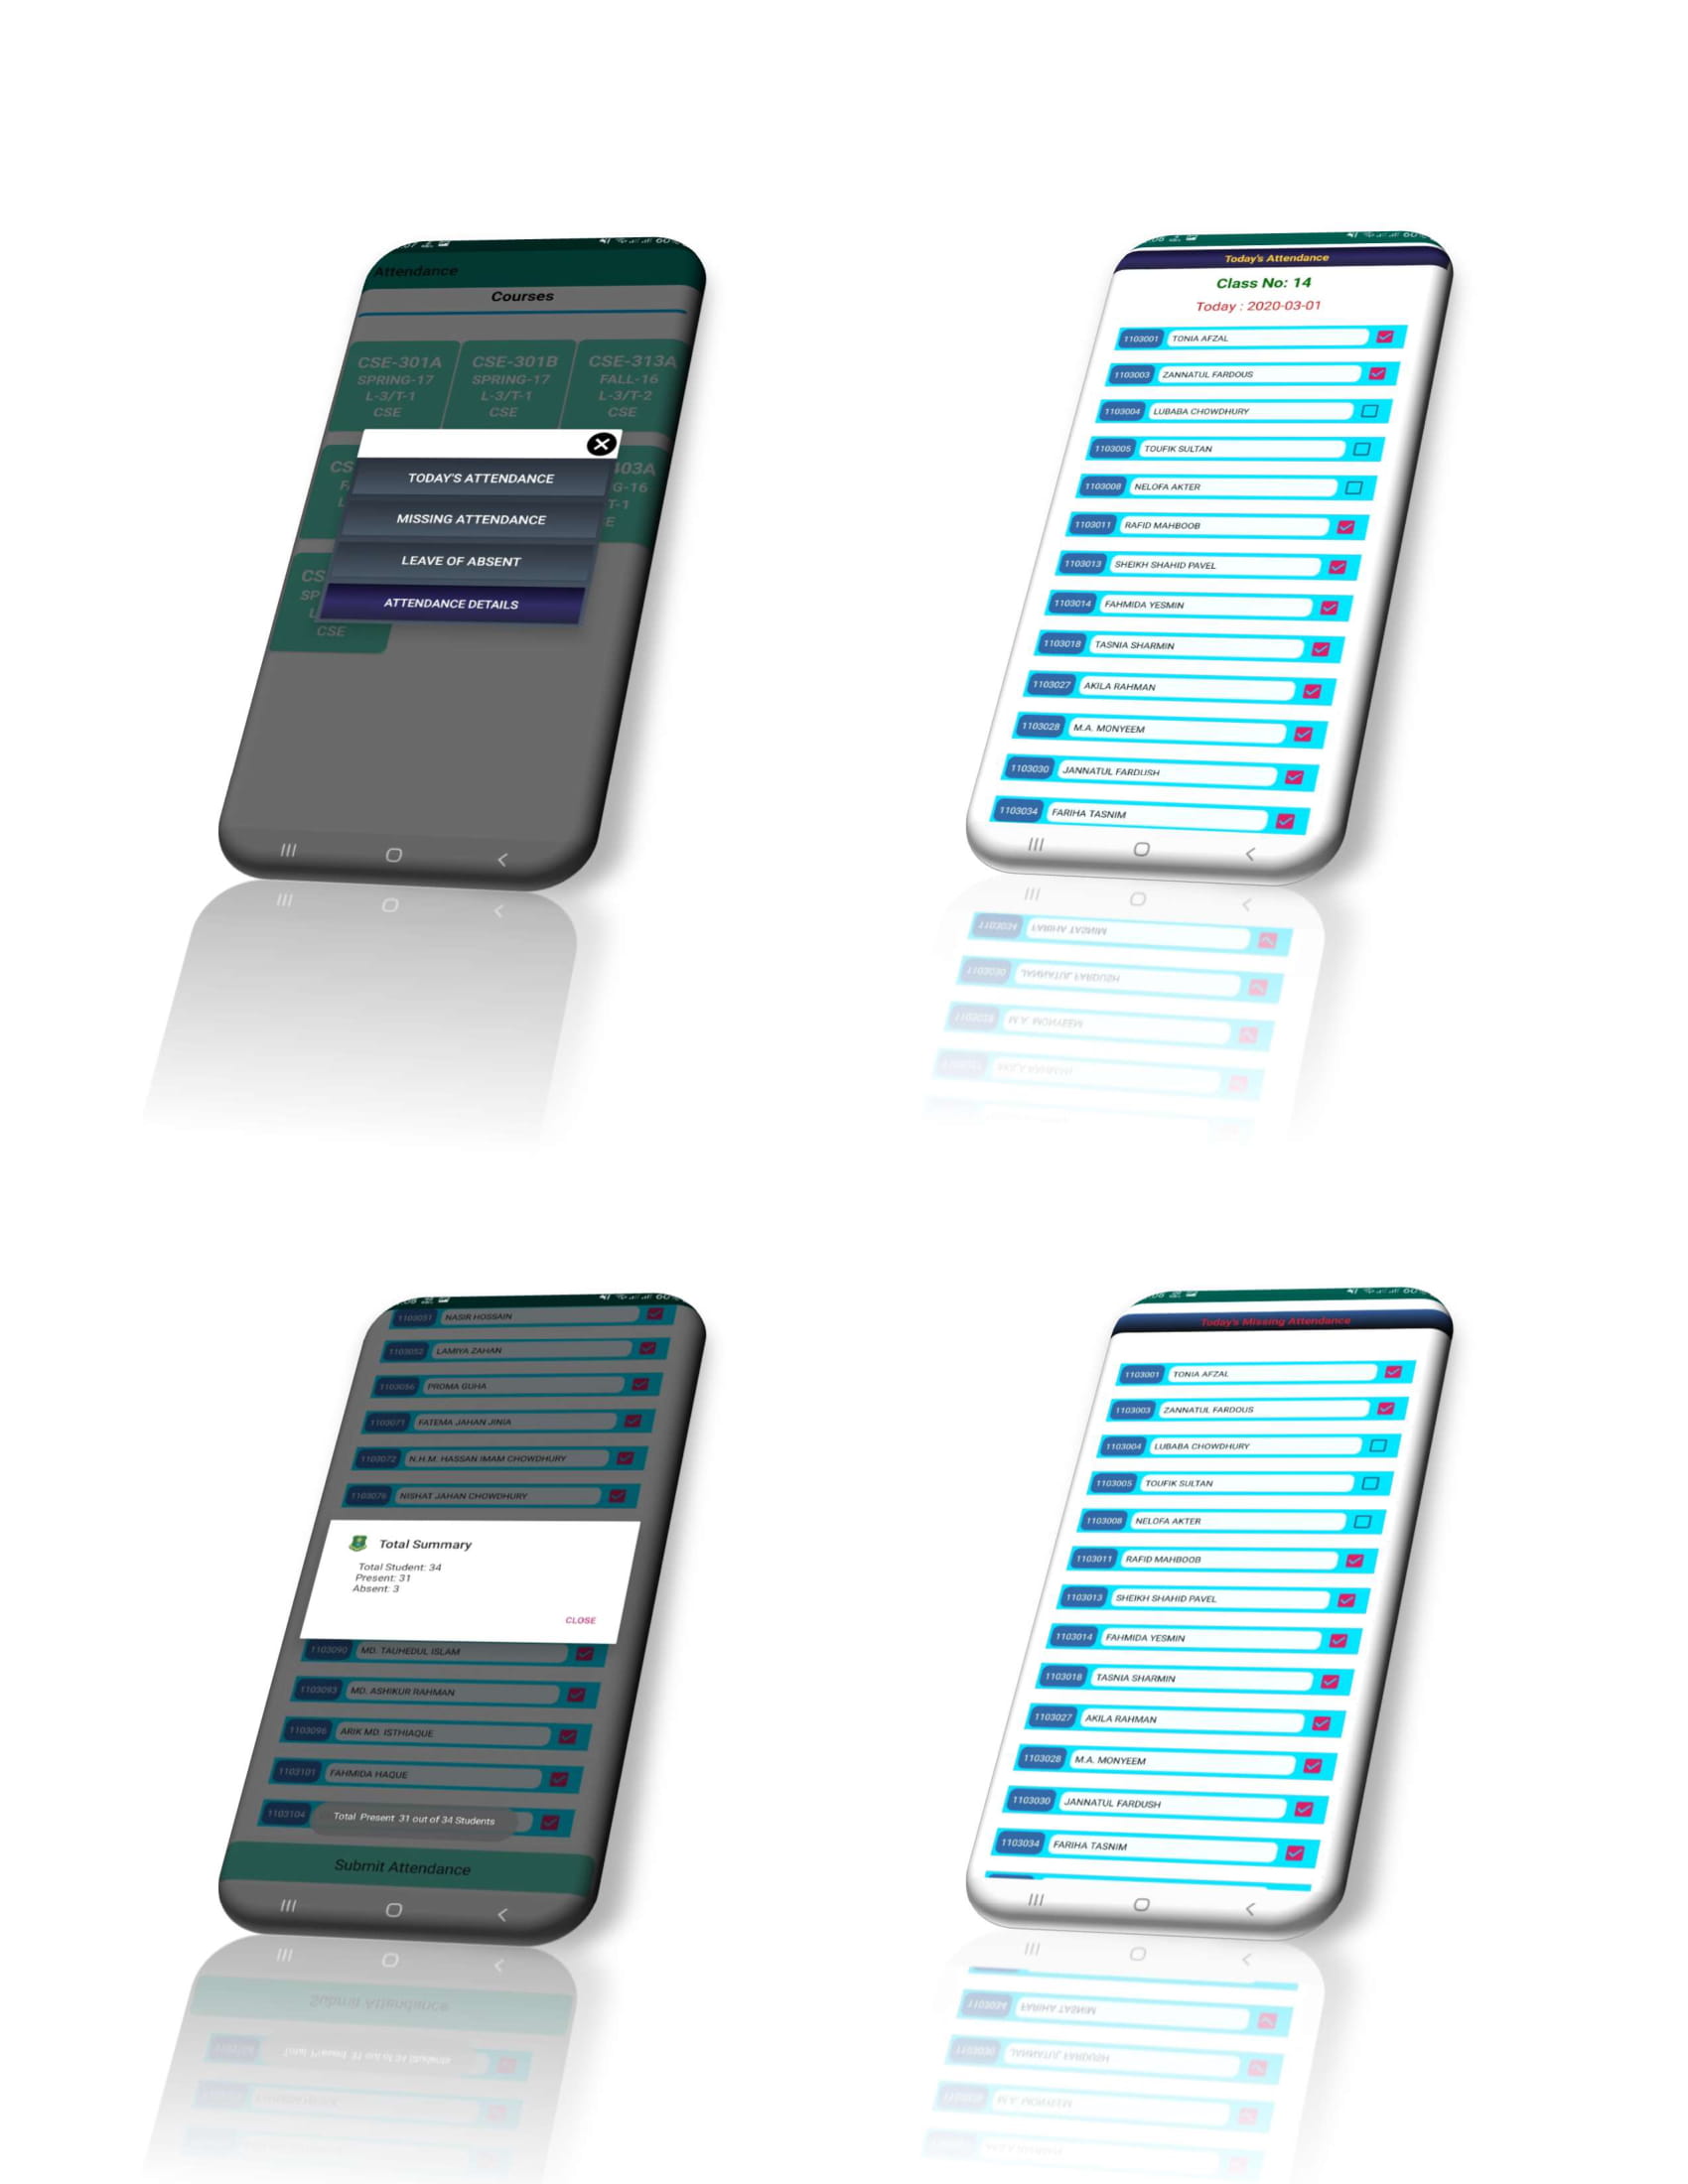 Attendance
Courses
CSE-301A
SPRING-17
L-3/T-1
CSE
CSE-301B
SPRING-17
L-3/T-1
CSE
CSE-313A
FALL-16
L-3/T-2
CSE
TODAY'S ATTENDANCE
MISSING ATTENDANCE
LEAVE OF ABSENT
ATTENDANCE DETAILS
CSE
Today's Attendance
Class No: 14
Today : 2020-03-01
1103001 TONIA AFZAL
1103003 ZANNATUL FARDOUS
1103004 LUBABA CHOWDHURY
1103005 TOUFIK SULTAN
1103008 NELOFA AKTER
1103011 RAFID MAHBOOB
1103013 SHEIKH SHAHID PAVEL
1103014 FAHMIDA YESMIN
1103018 TASNIA SHARMIN
1103027 AKILA RAHMAN
1103028 M.A. MONYEEM
1103030 JANNATUL FARDUSH
1103034 FARIHA TASNIM
1103051 NASIR HOSSAIN
1103052 LAMIYA ZAHAN
1103056 PROMA GUHA
1103071 FATEMA JAHAN JINIA
1103072 N.H.M. HASSAN IMAM CHOWDHURY
1103076 NISHAT JAHAN CHOWDHURY
Total Summary
Total Student: 34
Present: 31
Absent: 3
CLOSE
1103090 MD. TAUHEDUL ISLAM
1103093 MD. ASHIKUR RAHMAN
1103096 ARIK MD. ISTHIAQUE
1103101 FAHMIDA HAQUE
1103104
Total Present 31 out of 34 Students
Submit Attendance
Today's Missing Attendance
1103001 TONIA AFZAL
1103003 ZANNATUL FARDOUS
1103004 LUBABA CHOWDHURY
1103005 TOUFIK SULTAN
1103008 NELOFA AKTER
1103011 RAFID MAHBOOB
1103013 SHEIKH SHAHID PAVEL
1103014 FAHMIDA YESMIN
1103018 TASNIA SHARMIN
1103027 AKILA RAHMAN
1103028 M.A. MONYEEM
1103030 JANNATUL FARDUSH
1103034 FARIHA TASNIM